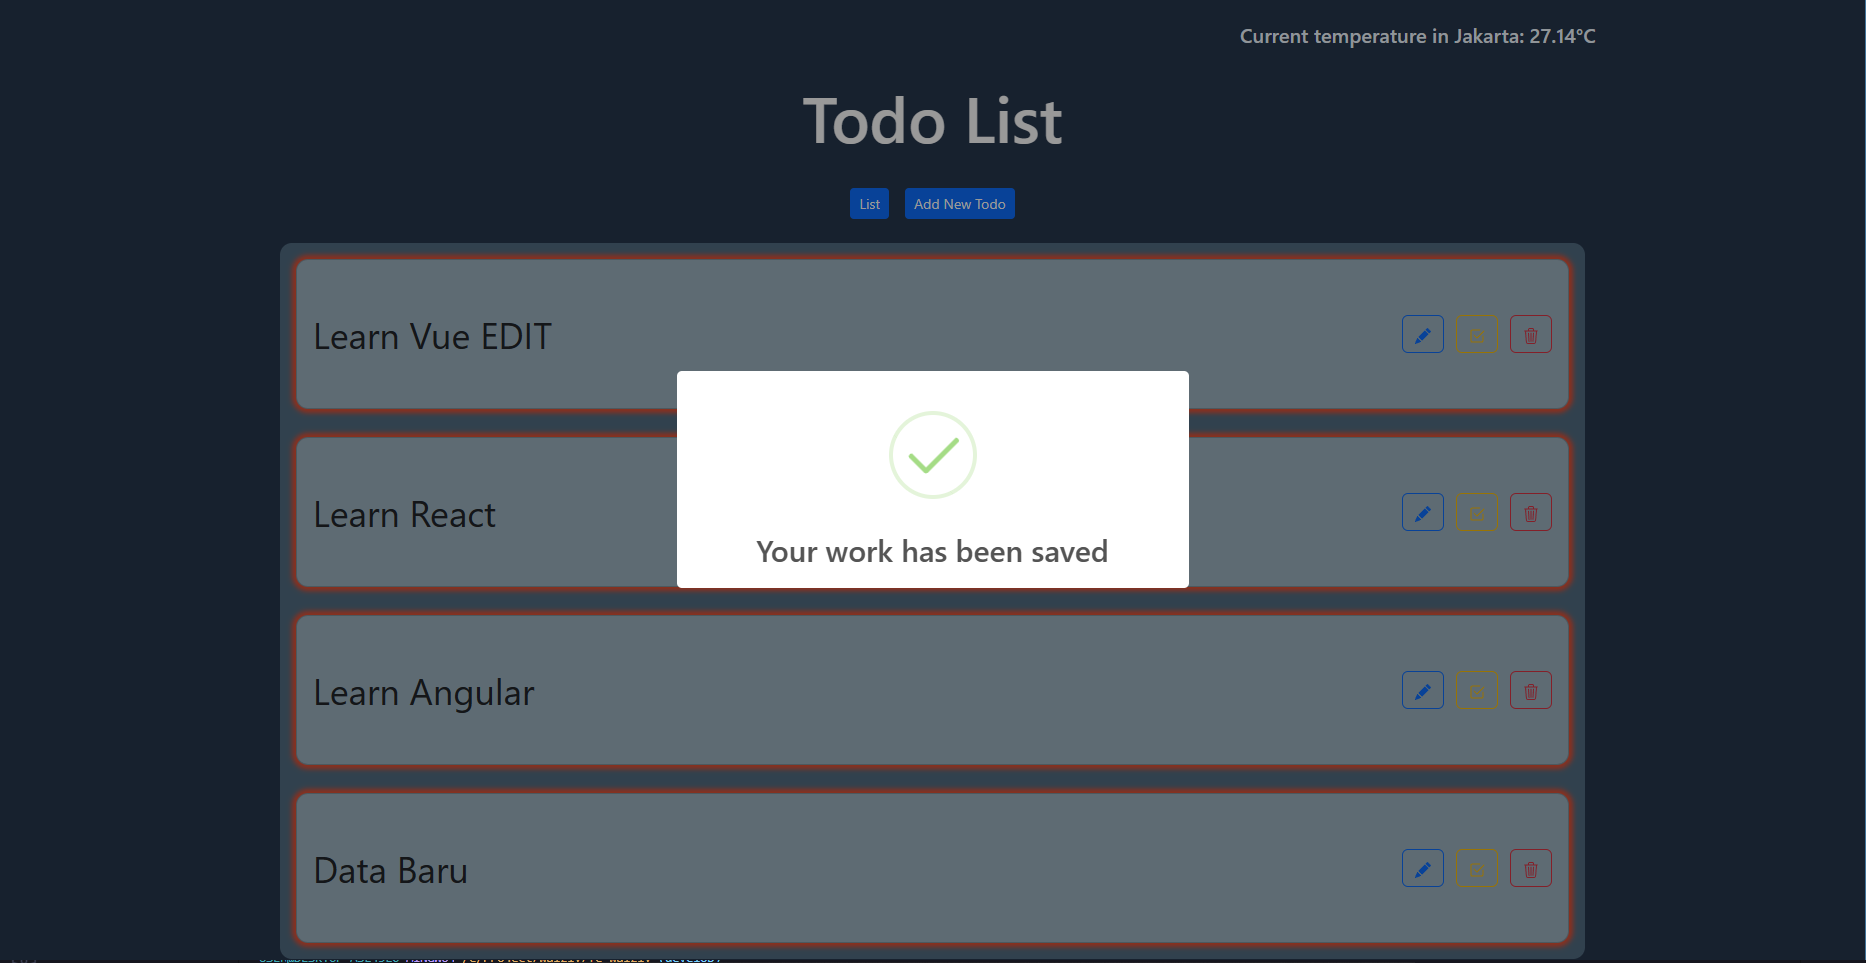 Current temperature in Jakarta: 27.14°C
Todo List
List
Add New Todo
Learn Vue EDIT
Learn React
Your work has been saved
Learn Angular
Data Baru